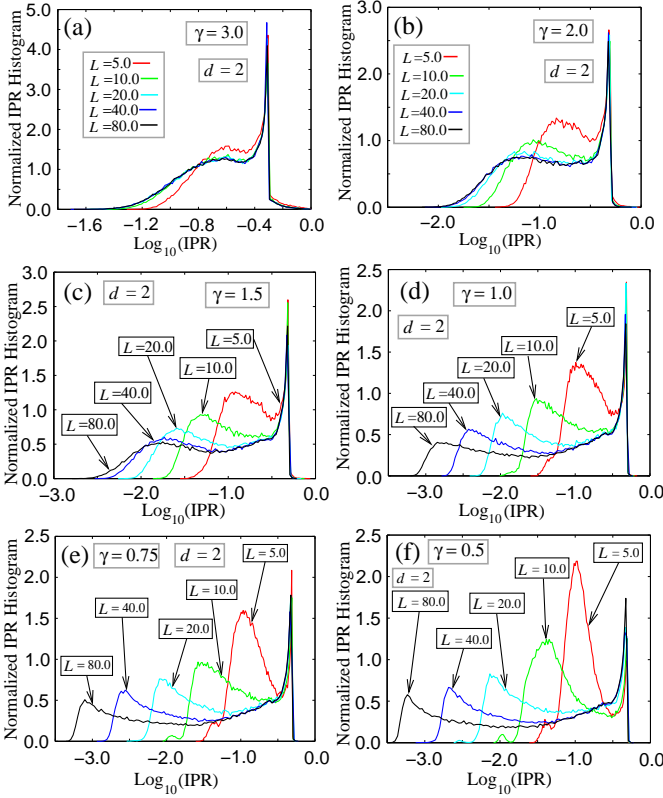 (a)
γ = 3.0
d = 2
L =5.0
L =10.0
L =20.0
L =40.0
L =80.0
Normalized IPR Histogram
5.0
4.0
3.0
2.0
1.0
0.0
−1.6
−1.2
−0.8
−0.4
0.0
Log10(IPR)
(b)
γ = 2.0
d = 2
L =5.0
L=10.0
L=20.0
L=40.0
L=80.0
Normalized IPR Histogram
2.5
2.0
1.5
1.0
0.5
0.0
−2.0
−1.0
0.0
Log10(IPR)
(c)
d = 2
γ = 1.5
L =5.0
L =20.0
L =10.0
L =40.0
L =80.0
Normalized IPR Histogram
3.0
2.5
2.0
1.5
1.0
0.5
0.0
−3.0
−2.0
−1.0
0.0
Log10(IPR)
(d)
γ = 1.0
d = 2
L =5.0
L =10.0
L =20.0
L =40.0
L =80.0
Normalized IPR Histogram
2.5
2.0
1.5
1.0
0.5
0.0
−3.0
−2.0
−1.0
0.0
Log10(IPR)
(e)
γ = 0.75
d = 2
L = 5.0
L = 10.0
L = 40.0
L = 20.0
L = 80.0
Normalized IPR Histogram
2.5
2.0
1.5
1.0
0.5
0.0
−3.0
−2.0
−1.0
0.0
Log10(IPR)
(f)
γ = 0.5
d = 2
L = 5.0
L = 10.0
L = 80.0
L = 20.0
L = 40.0
Normalized IPR Histogram
2.5
2.0
1.5
1.0
0.5
0.0
−3.0
−2.0
−1.0
0.0
Log10(IPR)